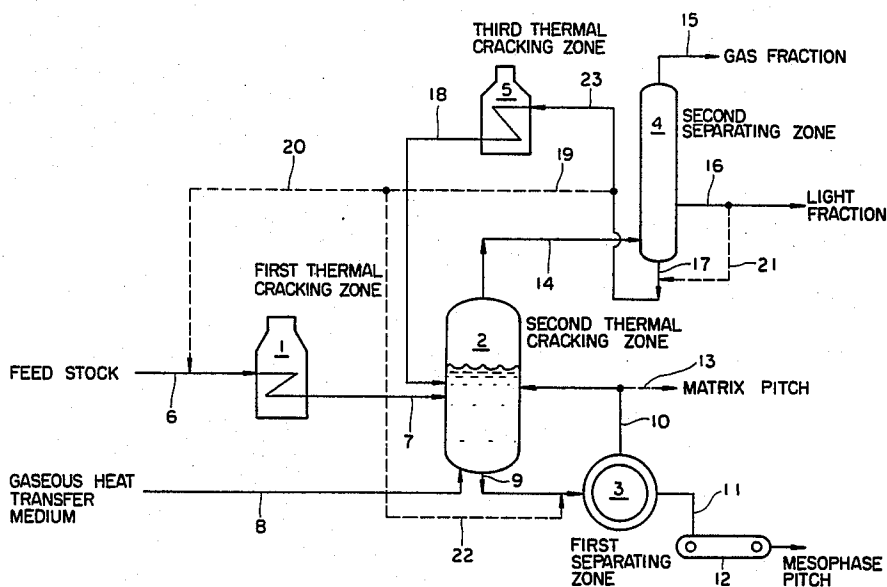 15
THIRD THERMAL
CRACKING ZONE
GAS FRACTION
5
23
18
4
SECOND
SEPARATING ZONE
20
19
16
LIGHT
FRACTION
14
17
21
FIRST THERMAL
CRACKING ZONE
SECOND THERMAL
CRACKING ZONE
1
2
13
FEED STOCK
MATRIX PITCH
6
7
10
GASEOUS HEAT
TRANSFER
MEDIUM
8
9
3
11
22
FIRST
SEPARATING
ZONE
12
MESOPHASE
PITCH